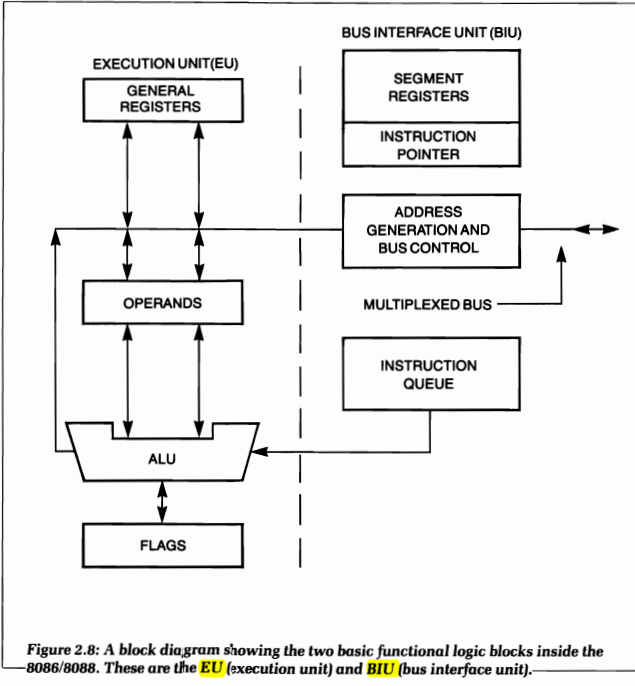 BUS INTERFACE UNIT (BIU)
EXECUTION UNIT(EU)
GENERAL
REGISTERS
SEGMENT
REGISTERS
INSTRUCTION
POINTER
ADDRESS
GENERATION AND
BUS CONTROL
OPERANDS
MULTIPLEXED BUS
INSTRUCTION
QUEUE
ALU
FLAGS
Figure 2.8: A block diagram showing the two basic functional logic blocks inside the
8086/8088. These are the EU (execution unit) and BIU (bus interface unit).